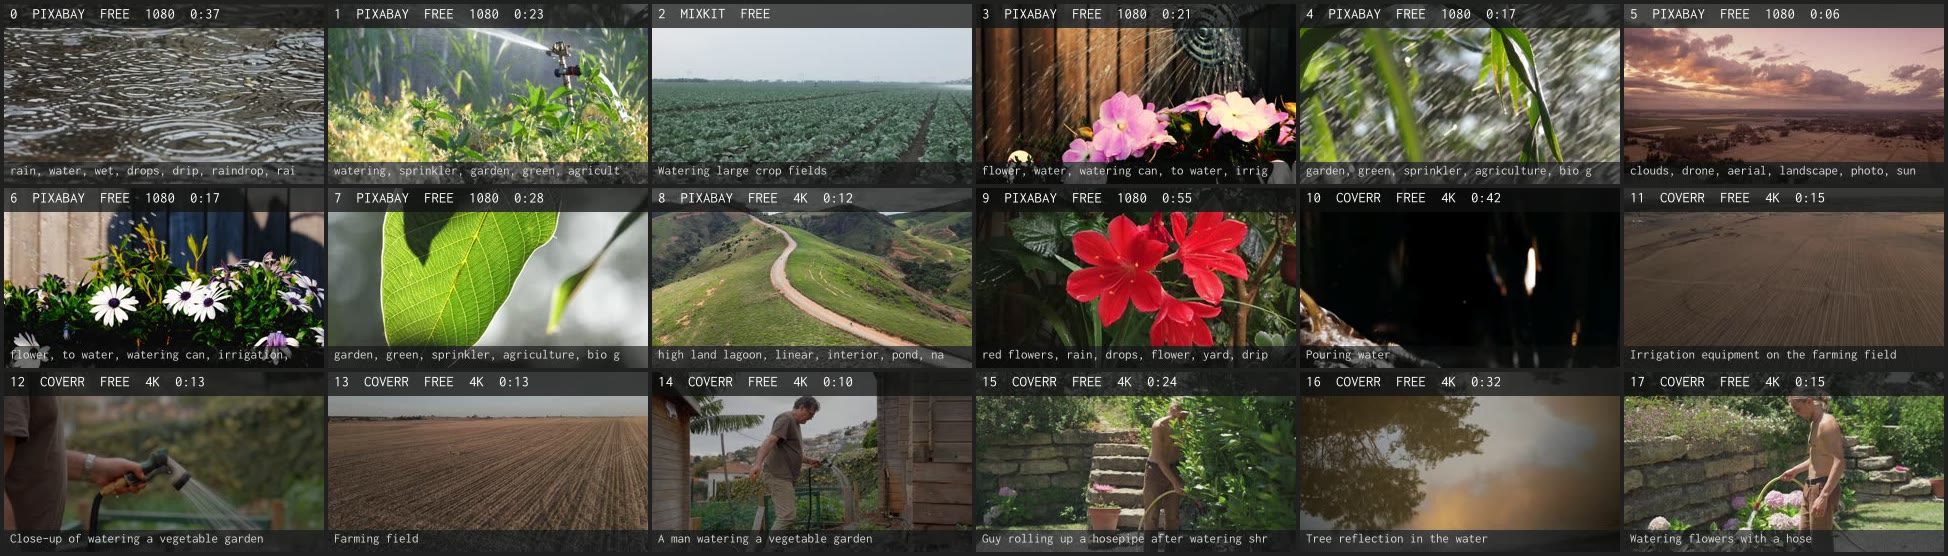 0 PIXABAY FREE 1080 0:37
rain, water, wet, drops, drip, raindrop, rai
1 PIXABAY FREE 1080 0:23
watering, sprinkler, garden, green, agricult
2 MIXKIT FREE
Watering large crop fields
3 PIXABAY FREE 1080 0:21
flower, water, watering can, to water, irrig
4 PIXABAY FREE 1080 0:17
garden, green, sprinkler, agriculture, bio g
5 PIXABAY FREE 1080 0:06
clouds, drone, aerial, landscape, photo, sun
6 PIXABAY FREE 1080 0:17
flower, to water, watering can, irrigation,
7 PIXABAY FREE 1080 0:28
garden, green, sprinkler, agriculture, bio g
8 PIXABAY FREE 4K 0:12
high land lagoon, linear, interior, pond, na
9 PIXABAY FREE 1080 0:55
red flowers, rain, drops, flower, yard, drip
10 COVERR FREE 4K 0:42
Pouring water
11 COVERR FREE 4K 0:15
Irrigation equipment on the farming field
12 COVERR FREE 4K 0:13
Close-up of watering a vegetable garden
13 COVERR FREE 4K 0:13
Farming field
14 COVERR FREE 4K 0:10
A man watering a vegetable garden
15 COVERR FREE 4K 0:24
Guy rolling up a hosepipe after watering shr
16 COVERR FREE 4K 0:32
Tree reflection in the water
17 COVERR FREE 4K 0:15
Watering flowers with a hose